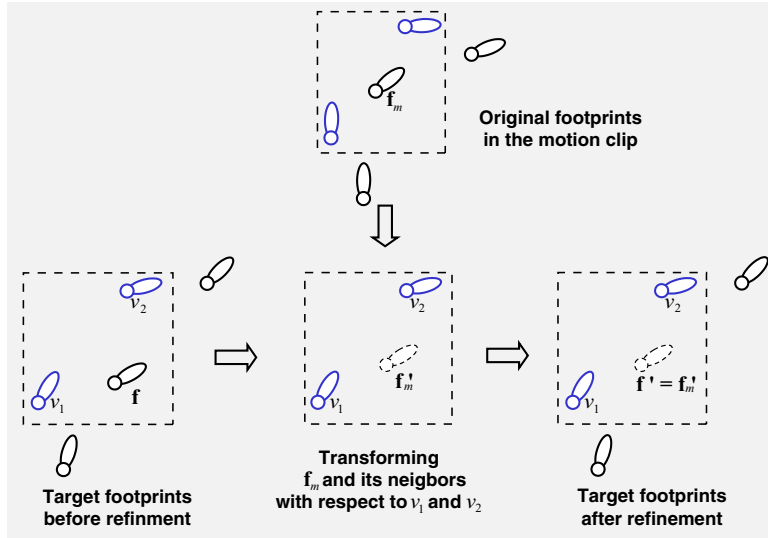 f_m
Original footprints
in the motion clip
v_2
v_1
f
Target footprints
before refinment
v_2
f_m'
v_1
Transforming
f_m and its neigbors
with respect to v_1 and v_2
v_2
f ' = f_m'
v_1
Target footprints
after refinement